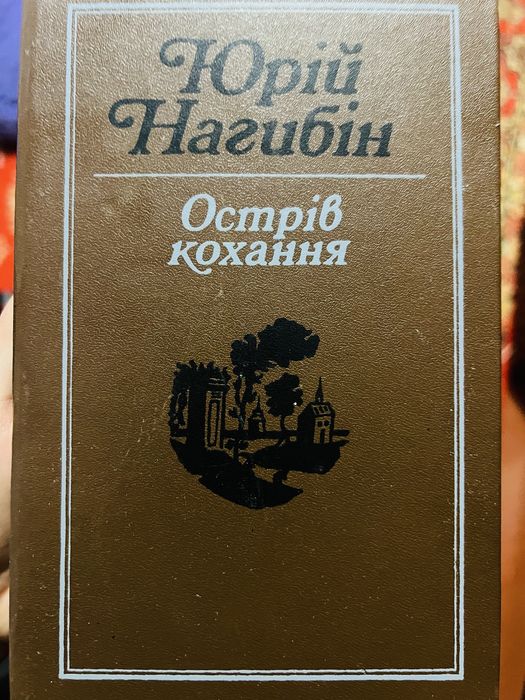 Юрій
Нагибін
Острів
кохання